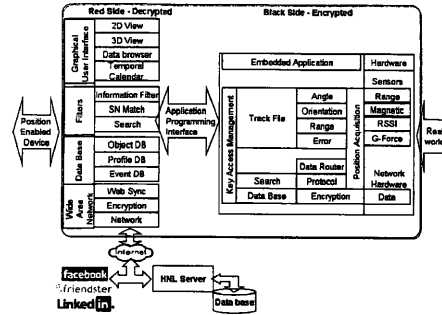 Red Side - Decrypted
Black Side - Encrypted
Graphical
User Interface
2D View
3D View
Data browser
Temporal
Calendar
Filters
Information Filter
SN Match
Search
Data Base
Object DB
Profile DB
Event DB
Wide
Area
Network
Web Sync
Encryption
Network
Position
Enabled
Device
Application
Programming
Interface
Embedded Application
Key Access Management
Track File
Angle
Orientation
Range
Error
Position Acquisition
Data Router
Search
Protocol
Data Base
Encryption
Hardware
Sensors
Range
Magnetic
RSSI
G-Force
Network
Hardware
Data
Real
world
Internet
facebook
friendster
Linked in.
HNL Server
Data base